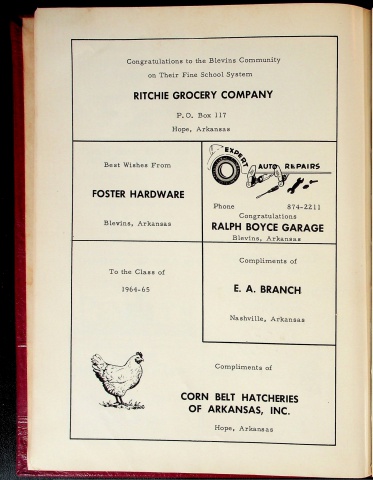 Congratulations to the Blevins Community
on Their Fine School System
RITCHIE GROCERY COMPANY
P.O. Box 117
Hope, Arkansas
Best Wishes From
FOSTER HARDWARE
Blevins, Arkansas
EXPERT
AUTO REPAIRS
Phone 874-2211
Congratulations
RALPH BOYCE GARAGE
Blevins, Arkansas
To the Class of
1964-65
Compliments of
E. A. BRANCH
Nashville, Arkansas
Compliments of
CORN BELT HATCHERIES
OF ARKANSAS, INC.
Hope, Arkansas